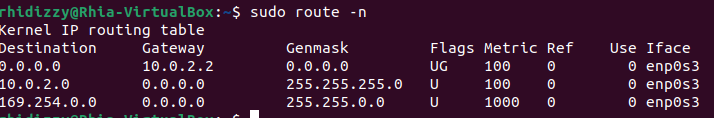 rhidizzy@Rhia-VirtualBox:~$ sudo route -n
Kernel IP routing table
Destination     Gateway         Genmask         Flags Metric Ref    Use Iface
0.0.0.0         10.0.2.2        0.0.0.0         UG    100    0        0 enp0s3
10.0.2.0        0.0.0.0         255.255.255.0   U     100    0        0 enp0s3
169.254.0.0     0.0.0.0         255.255.0.0     U     1000   0        0 enp0s3
rhidizzy@Rhia-VirtualBox:~$